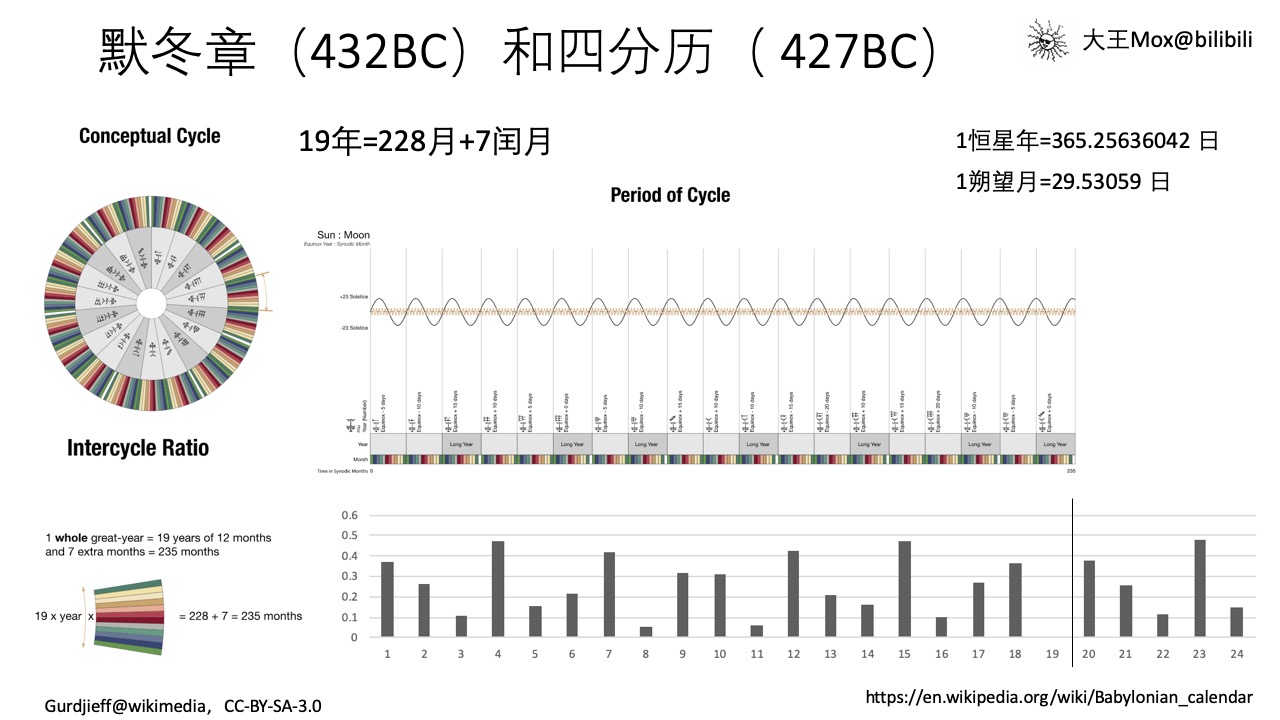 默冬章（432BC）和四分历（ 427BC）
大王Mox@bilibili
Conceptual Cycle
19年=228月+7闰月
1恒星年=365.25636042 日
1朔望月=29.53059 日
Period of Cycle
Sun : Moon
Equinox Year : Synodic Month
+23 Solstice
-23 Solstice
Year (Number)
Equinox - 5 days
Equinox - 10 days
Equinox + 15 days
Equinox + 10 days
Equinox + 5 days
Equinox + 0 days
Equinox - 5 days
Equinox - 10 days
Equinox + 15 days
Equinox + 10 days
Equinox - 15 days
Equinox - 20 days
Equinox + 10 days
Equinox + 15 days
Equinox + 20 days
Equinox - 10 days
Equinox - 5 days
Equinox + 0 days
Year
Long Year Long Year Long Year Long Year Long Year Long Year Long Year
Month
Time in Synodic Months 0 235
Intercycle Ratio
1 whole great-year = 19 years of 12 months
and 7 extra months = 235 months
19 x year x = 228 + 7 = 235 months
0.6
0.5
0.4
0.3
0.2
0.1
0
1 2 3 4 5 6 7 8 9 10 11 12 13 14 15 16 17 18 19 20 21 22 23 24
Gurdjieff@wikimedia，CC-BY-SA-3.0
https://en.wikipedia.org/wiki/Babylonian_calendar